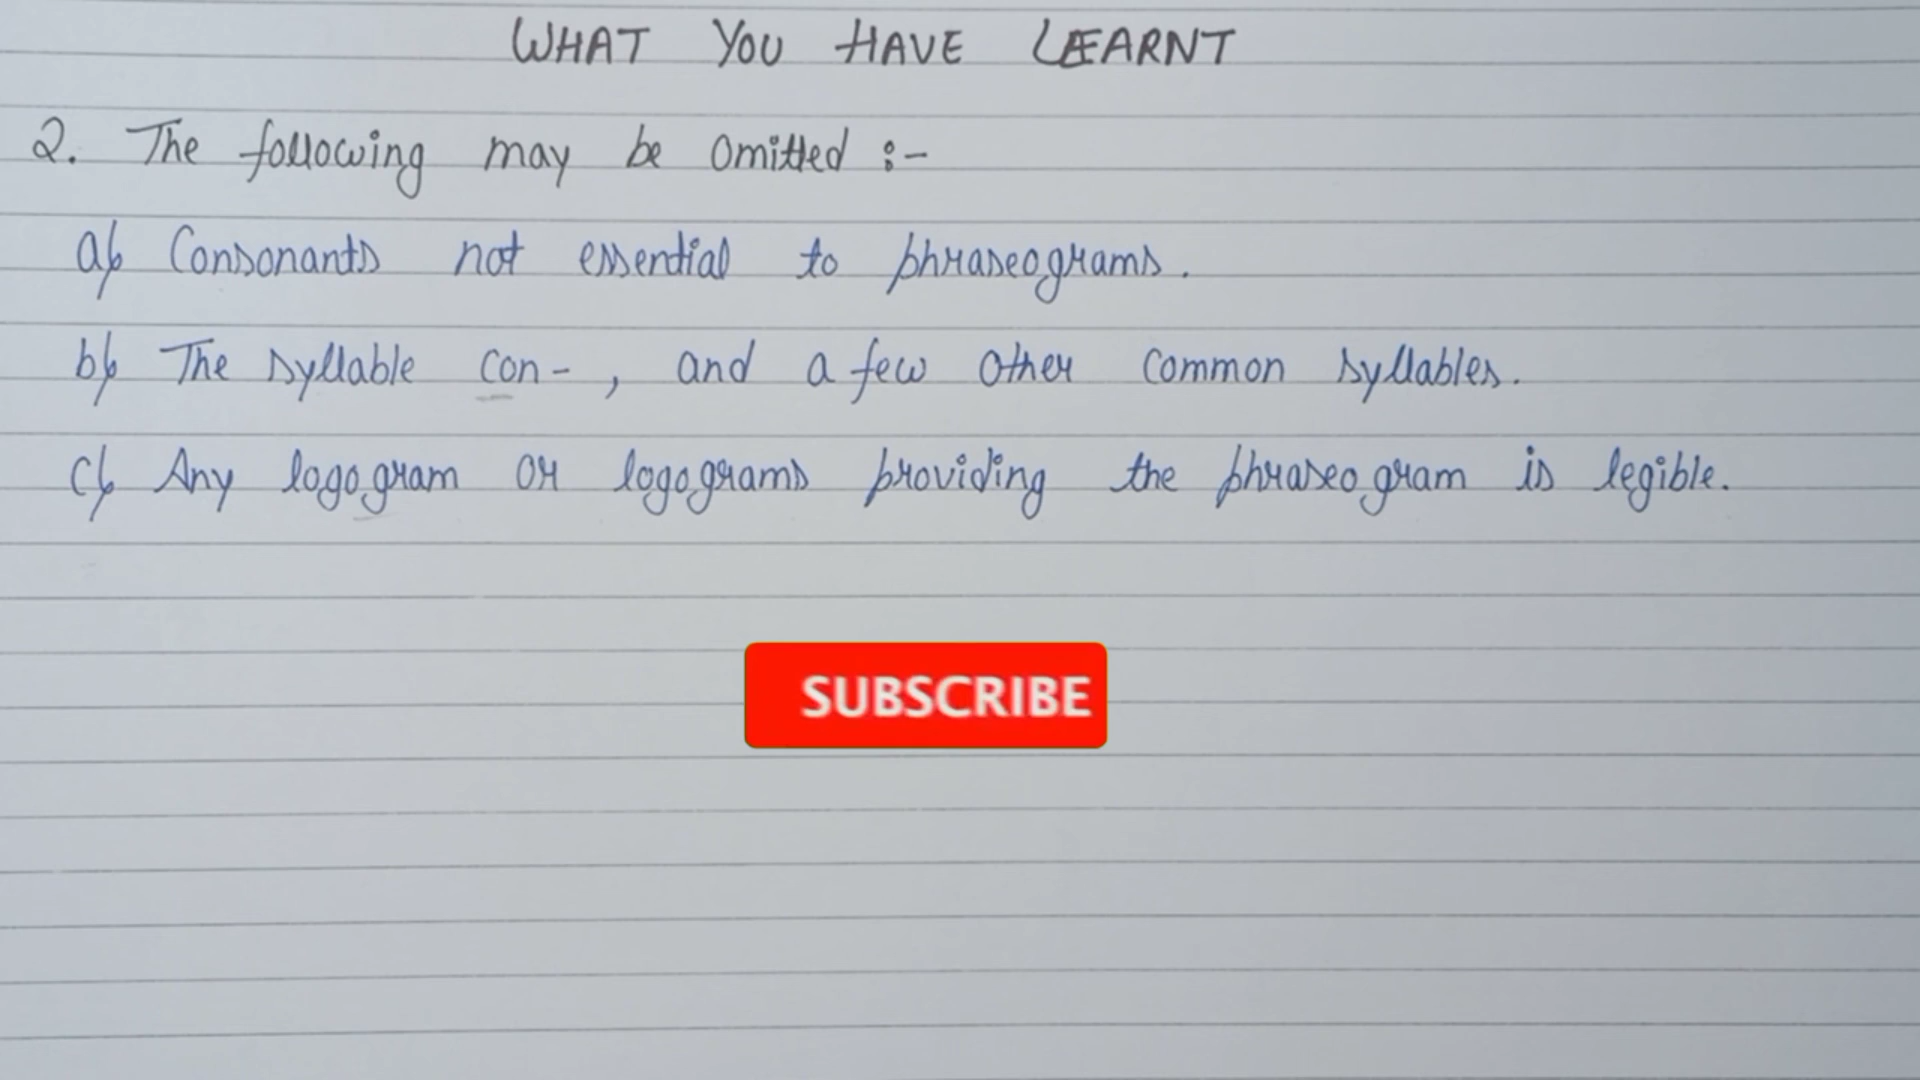 WHAT YOU HAVE LEARNT
2. The following may be omitted :-
a) Consonants not essential to phraseograms.
b) The syllable con- , and a few other common syllables.
c) Any logogram or logograms providing the phraseogram is legible.
SUBSCRIBE